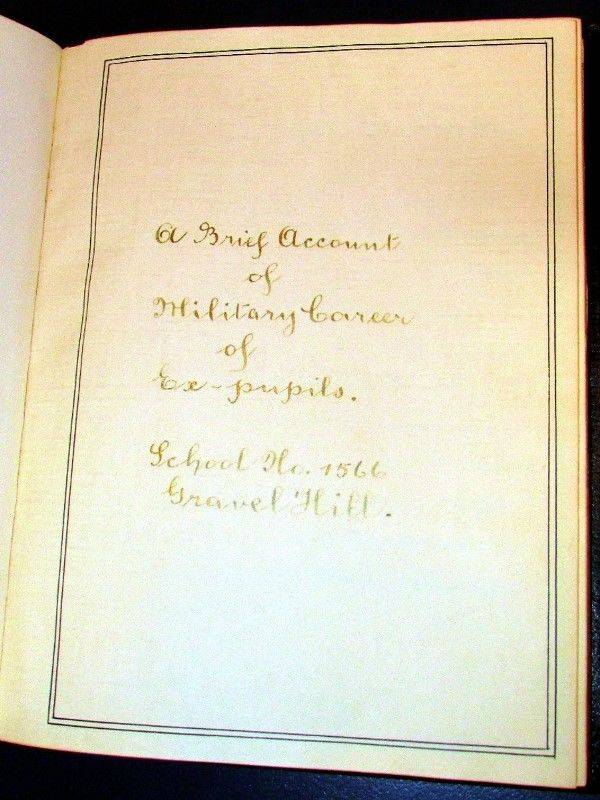 A Brief Account
of
Military Career
of
Ex-pupils.
School No. 1566
Gravel Hill.